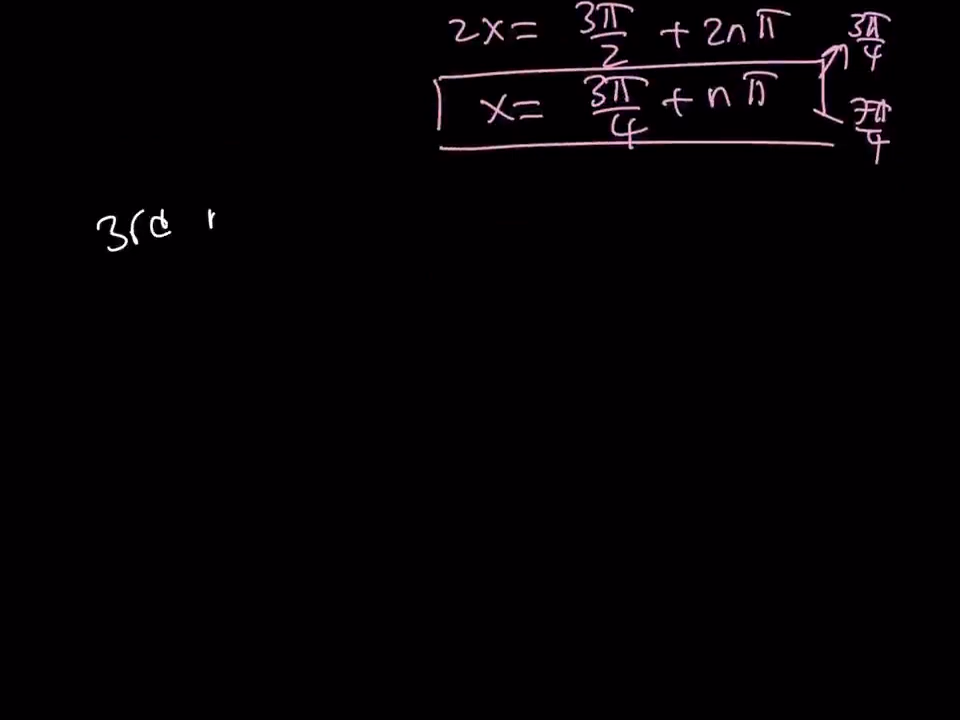 2x = 3π/2 + 2nπ
x = 3π/4 + nπ
3π/4
7π/4
3rd